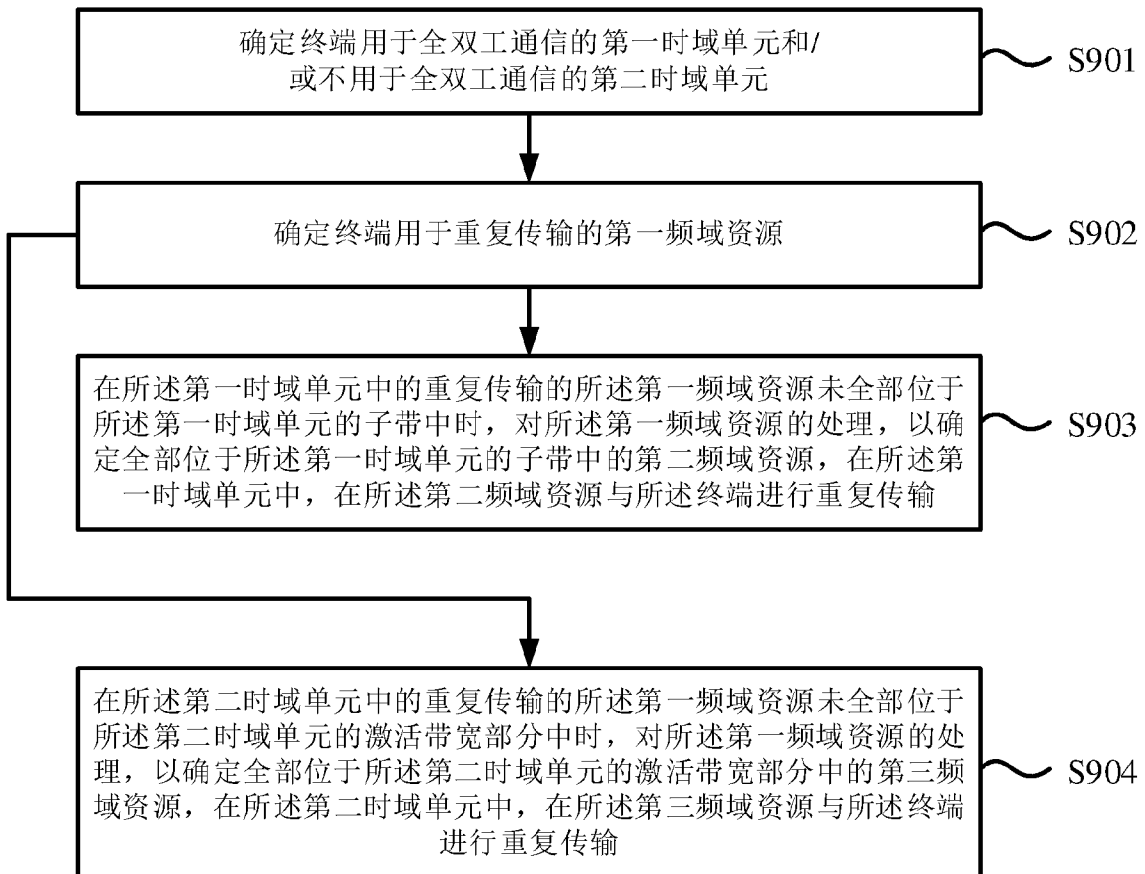 确定终端用于全双工通信的第一时域单元和/
或不用于全双工通信的第二时域单元
S901
确定终端用于重复传输的第一频域资源
S902
在所述第一时域单元中的重复传输的所述第一频域资源未全部位于
所述第一时域单元的子带中时，对所述第一频域资源的处理，以确
定全部位于所述第一时域单元的子带中的第二频域资源，在所述第
一时域单元中，在所述第二频域资源与所述终端进行重复传输
S903
在所述第二时域单元中的重复传输的所述第一频域资源未全部位于
所述第二时域单元的激活带宽部分中时，对所述第一频域资源的处
理，以确定全部位于所述第二时域单元的激活带宽部分中的第三频
域资源，在所述第二时域单元中，在所述第三频域资源与所述终端
进行重复传输
S904